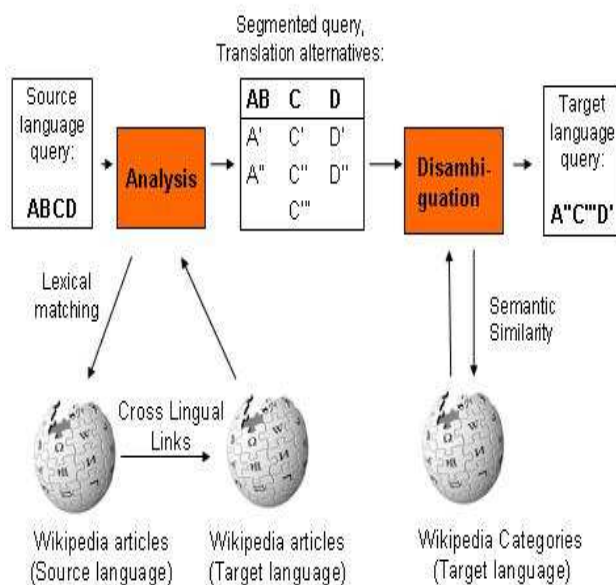 Segmented query,
Translation alternatives:
Source
language
query:
ABCD
Analysis
AB C D
A' C' D'
A'' C'' D''
C'''
Disambi-
guation
Target
language
query:
A''C'''D'
Lexical
matching
Cross Lingual
Links
Semantic
Similarity
Wikipedia articles
(Source language)
Wikipedia articles
(Target language)
Wikipedia Categories
(Target language)